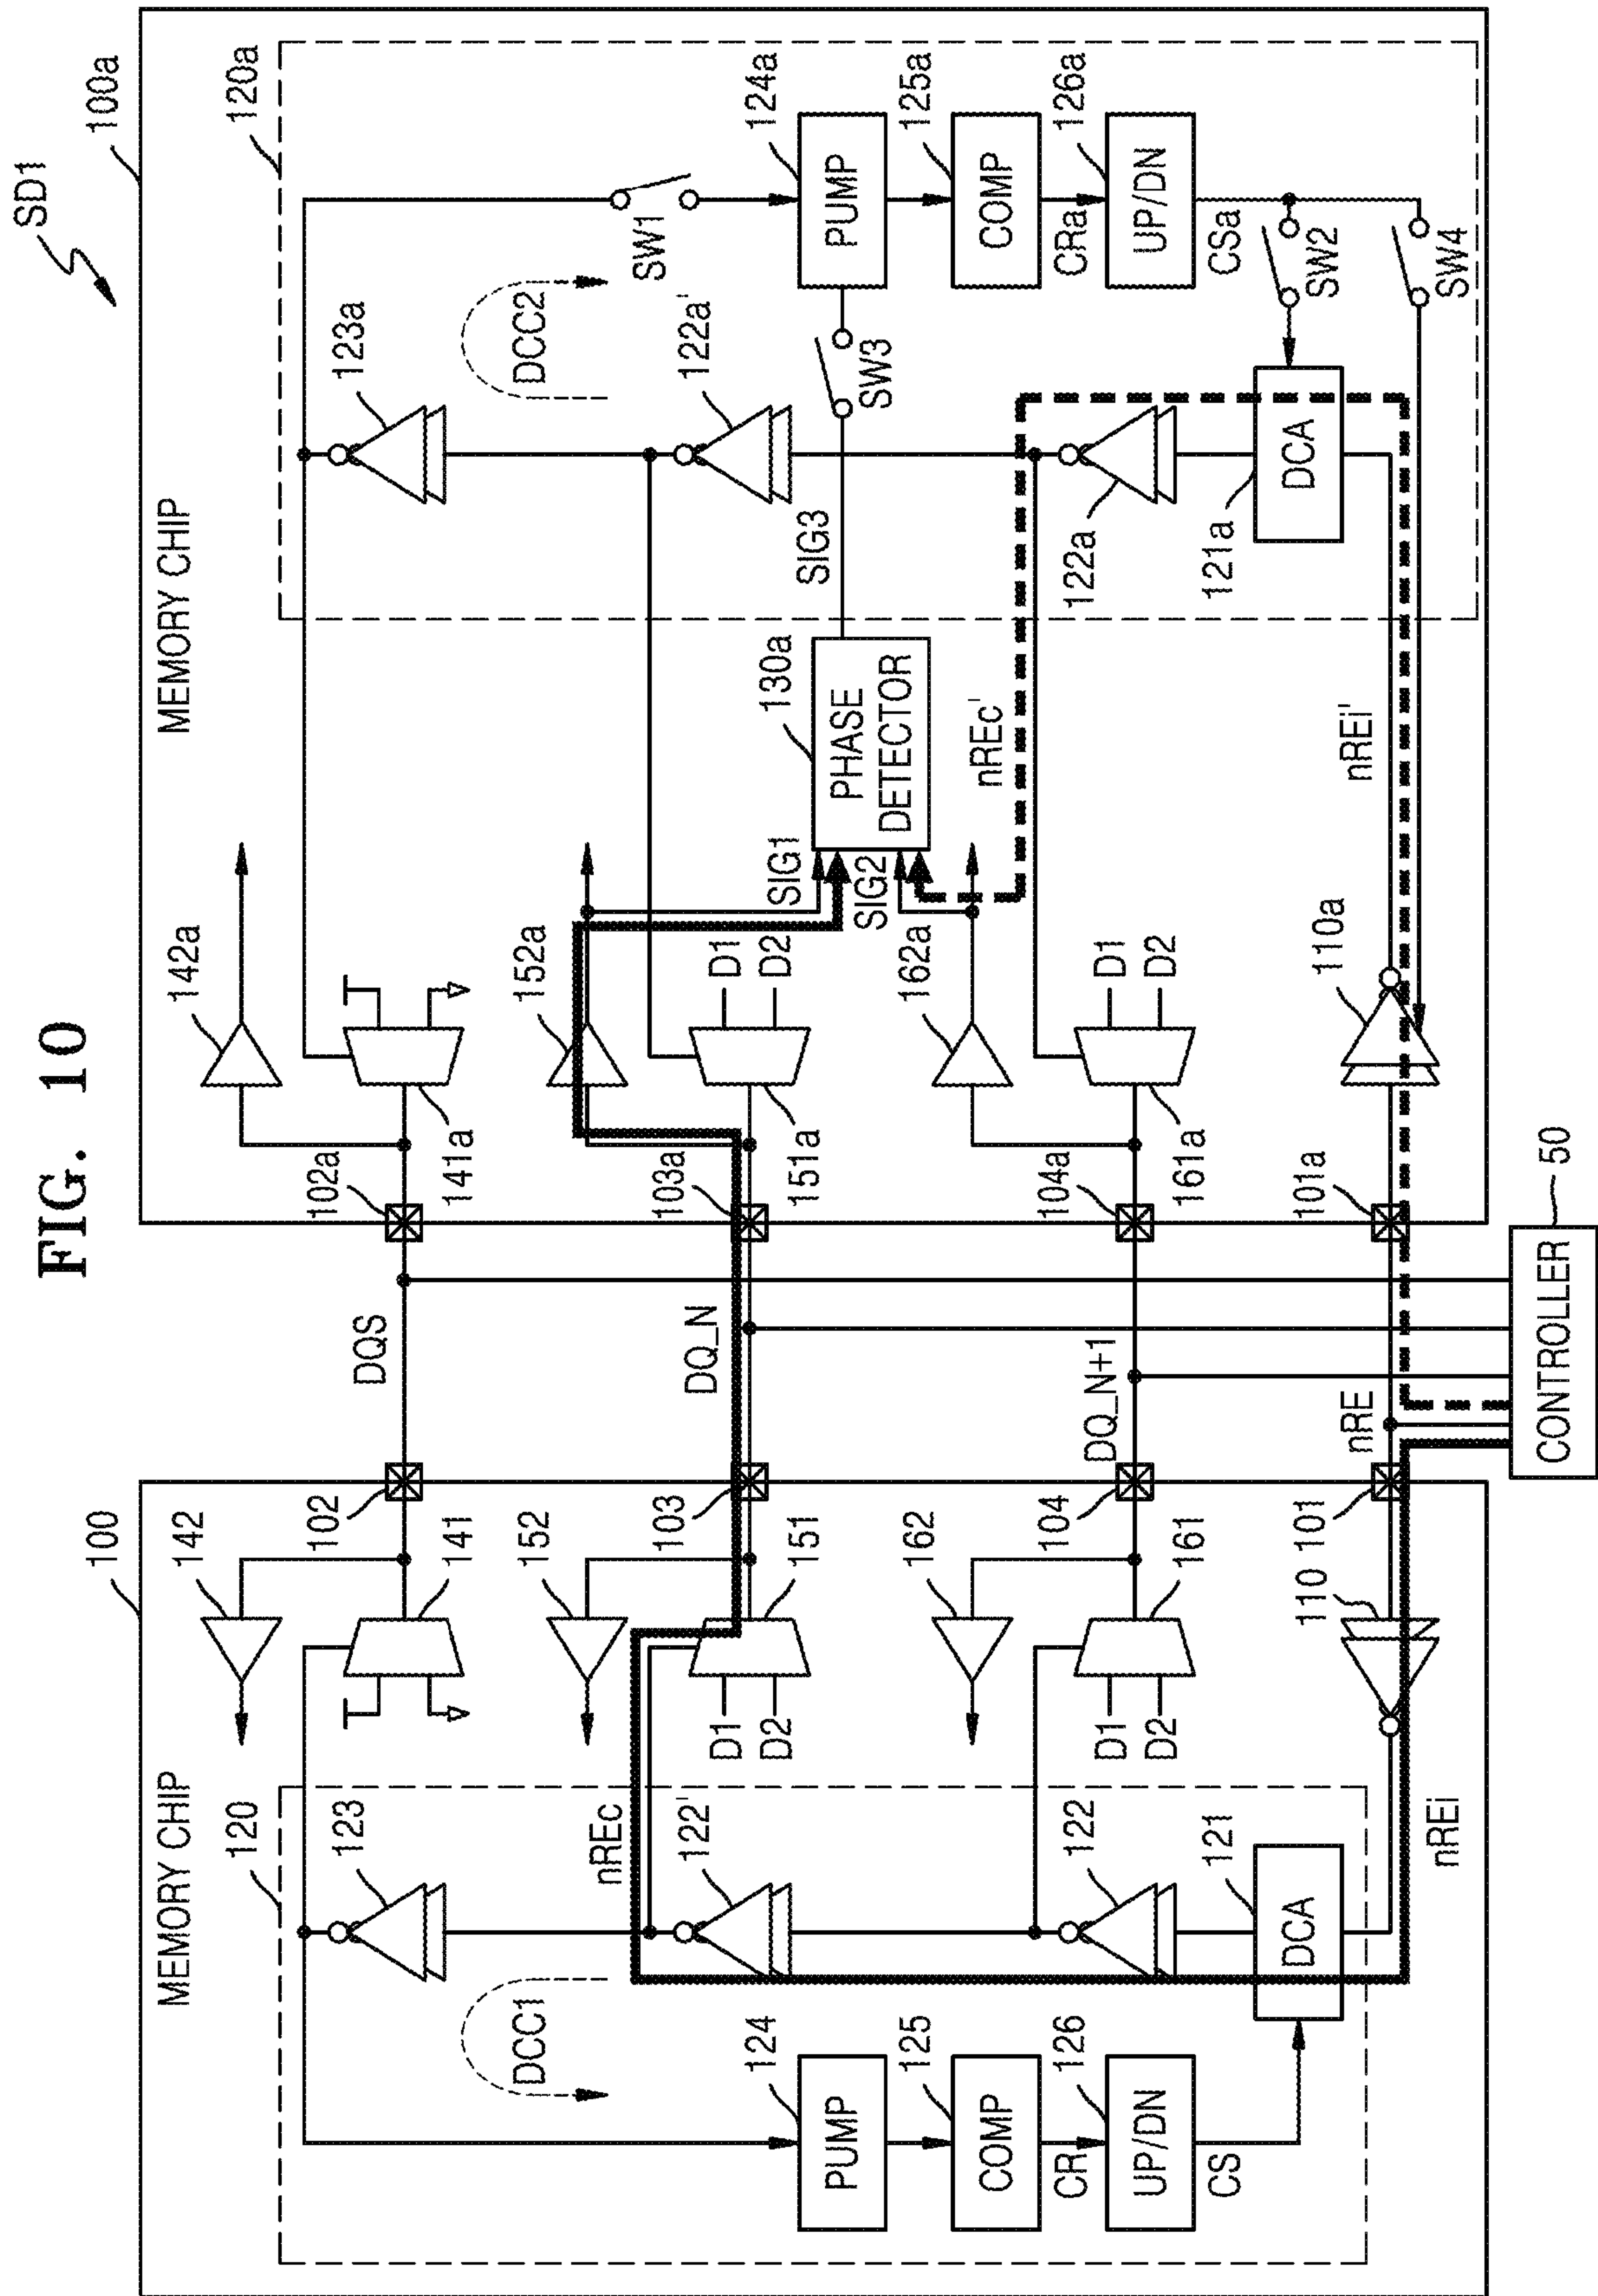 FIG. 10
SD1
100
MEMORY CHIP
120
123
DCC1
nREc
122'
124
PUMP
125
COMP
CR
126
UP/DN
CS
122
121
DCA
nREi
142
102
141
152
103
151
D1
D2
162
104
161
D1
D2
110
101
DQS
DQ_N
DQ_N+1
nRE
CONTROLLER
50
100a
MEMORY CHIP
120a
142a
102a
141a
152a
103a
151a
D1
D2
162a
104a
161a
D1
D2
110a
101a
SIG1
SIG2
130a
PHASE
DETECTOR
SIG3
nREc'
nREi'
123a
DCC2
122a'
SW1
SW3
124a
PUMP
125a
COMP
CRa
126a
UP/DN
CSa
SW2
SW4
122a
121a
DCA